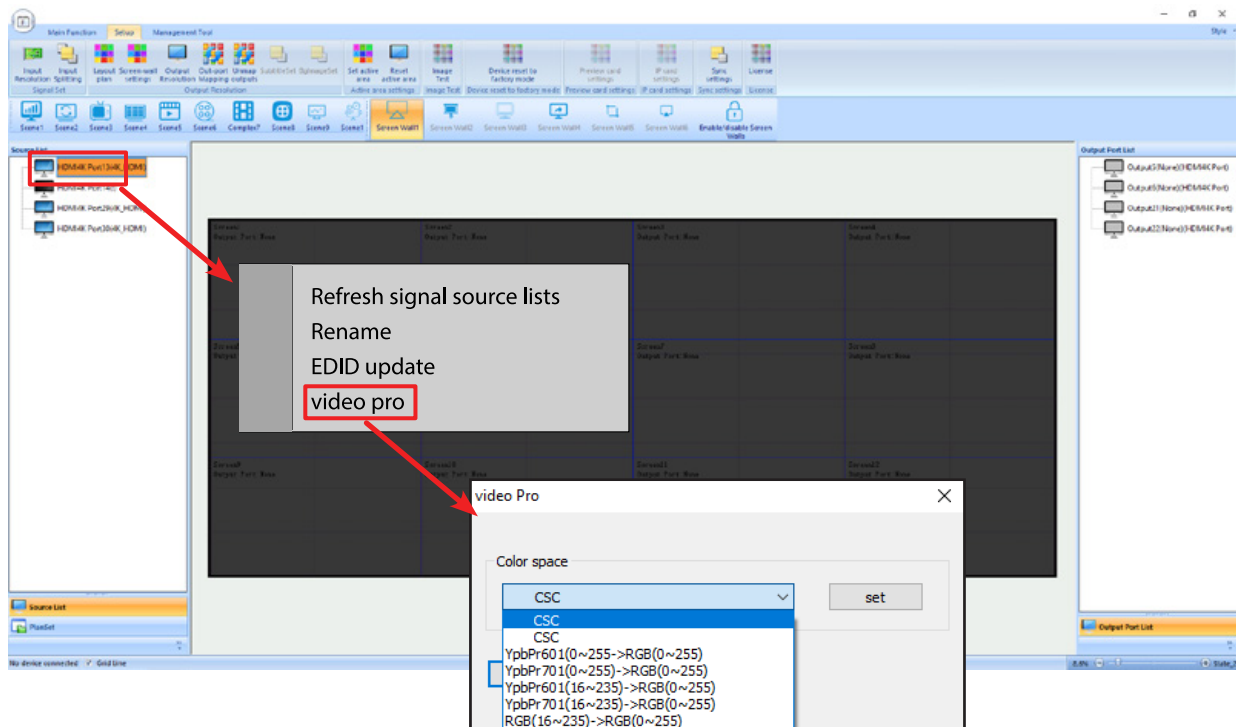 Main Function Setup Management Tool Style
Input Resolution
Input Splitting
Layout plan
Screen-wall settings
Output Resolution
Out-port Mapping
Unmap outputs
SubtitleSet
BgImageSet
Set active area
Reset active area
Image Test
Device reset to factory mode
Preview card settings
IP card settings
Sync settings
License
Signal Set Output Resolution Active area settings Image Test Device reset to factory mode Preview card settings IP card settings Sync settings License
Scene1 Scene2 Scene3 Scene4 Scene5 Scene6 Complex7 Scene8 Scene9 Scene1 Screen Wall1 Screen Wall2 Screen Wall3 Screen Wall4 Screen Wall5 Screen Wall6 Enable/disable Screen Walls
Source List
HDMI4K Port13(4K_HDMI)
HDMI4K Port14()
HDMI4K Port29(4K_HDMI)
HDMI4K Port30(4K_HDMI)
Output Port List
Output5(None)(HDMI4K Port)
Output6(None)(HDMI4K Port)
Output21(None)(HDMI4K Port)
Output22(None)(HDMI4K Port)
Screen1 Screen2 Screen3 Screen4
Output Port:None Output Port:None Output Port:None Output Port:None
Refresh signal source lists
Rename
EDID update
video pro
Screen7 Screen8
Output Port:None Output Port:None
Screen9 Screen10 Screen11 Screen12
Output Port:None Output Port:None Output Port:None Output Port:None
video Pro
Color space
CSC
set
CSC
CSC
YpbPr601(0~255->RGB(0~255)
YpbPr701(0~255)->RGB(0~255)
YpbPr601(16~235)->RGB(0~255)
YpbPr701(16~235)->RGB(0~255)
RGB(16~235)->RGB(0~255)
Source List
PlanSet
Output Port List
No device connected Grid Line